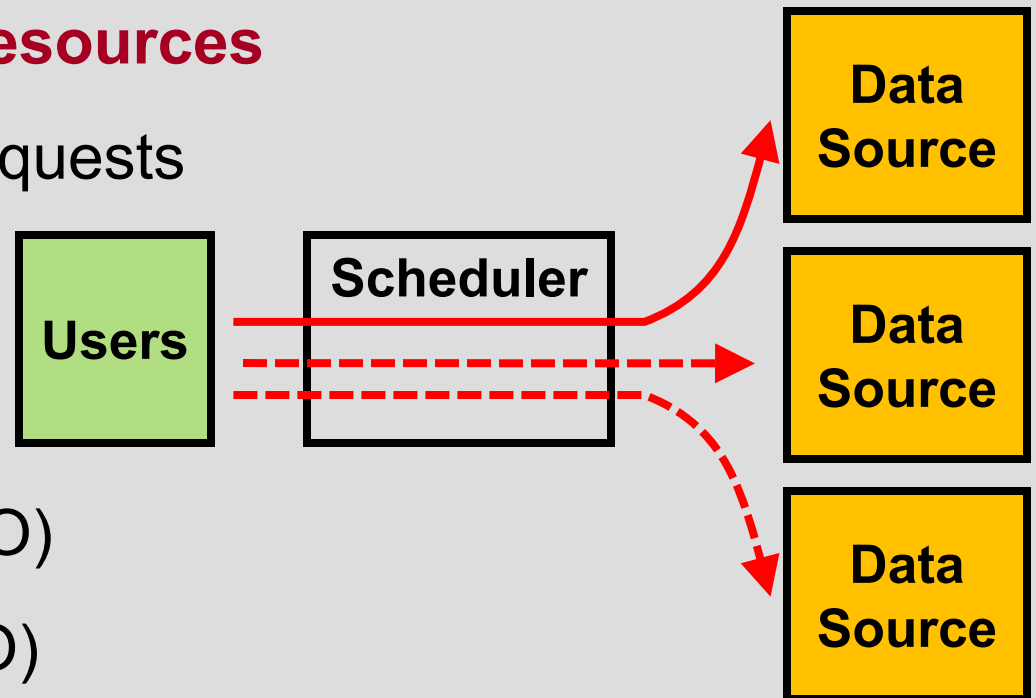 esources
quests
Data
Source
Scheduler
Users
Data
Source
O)
)
Data
Source